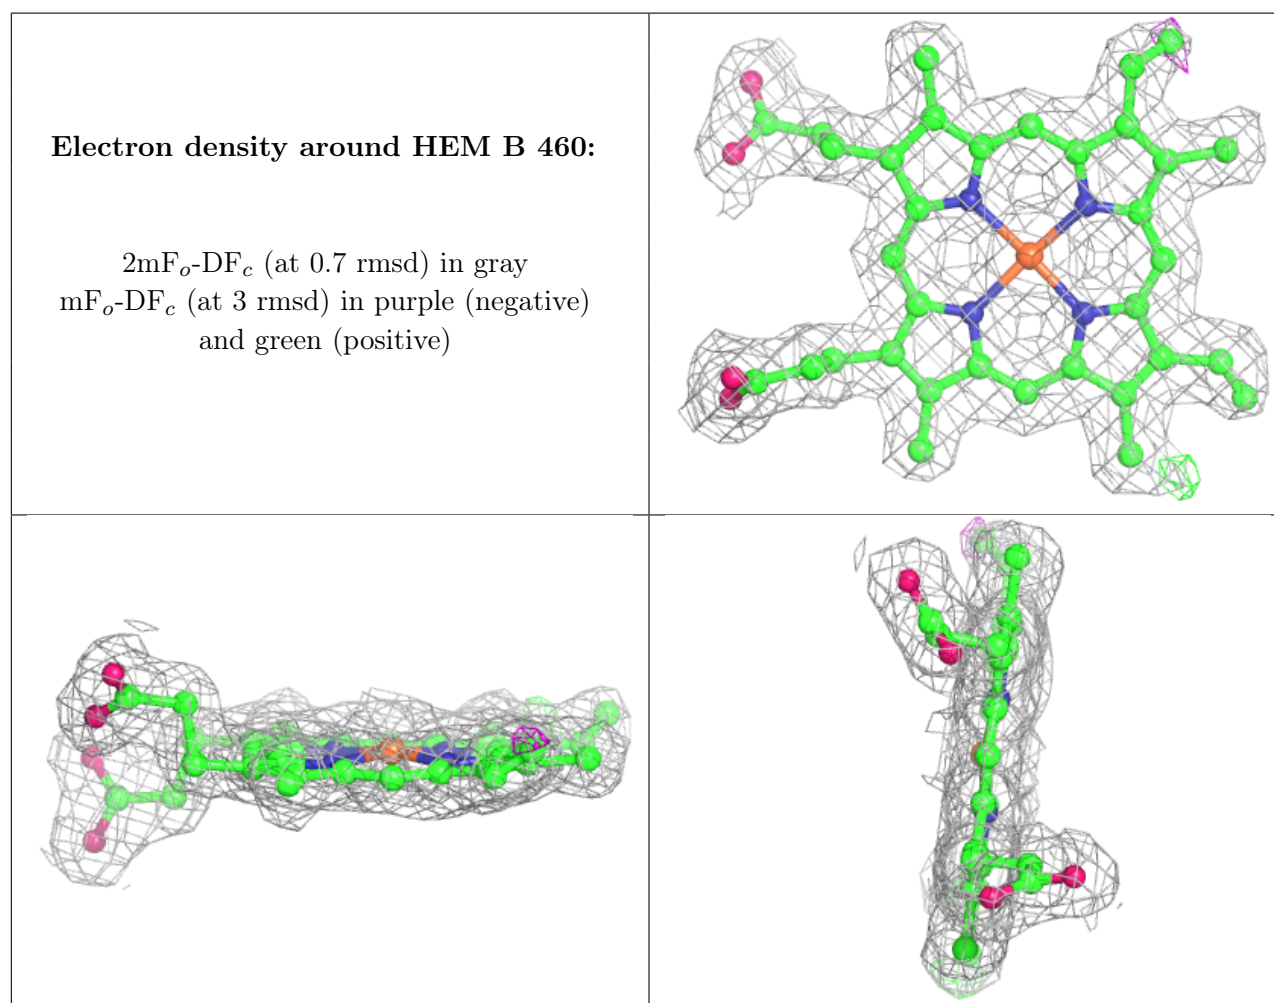 Electron density around HEM B 460:
2mFo-DFc (at 0.7 rmsd) in gray
mFo-DFc (at 3 rmsd) in purple (negative)
and green (positive)